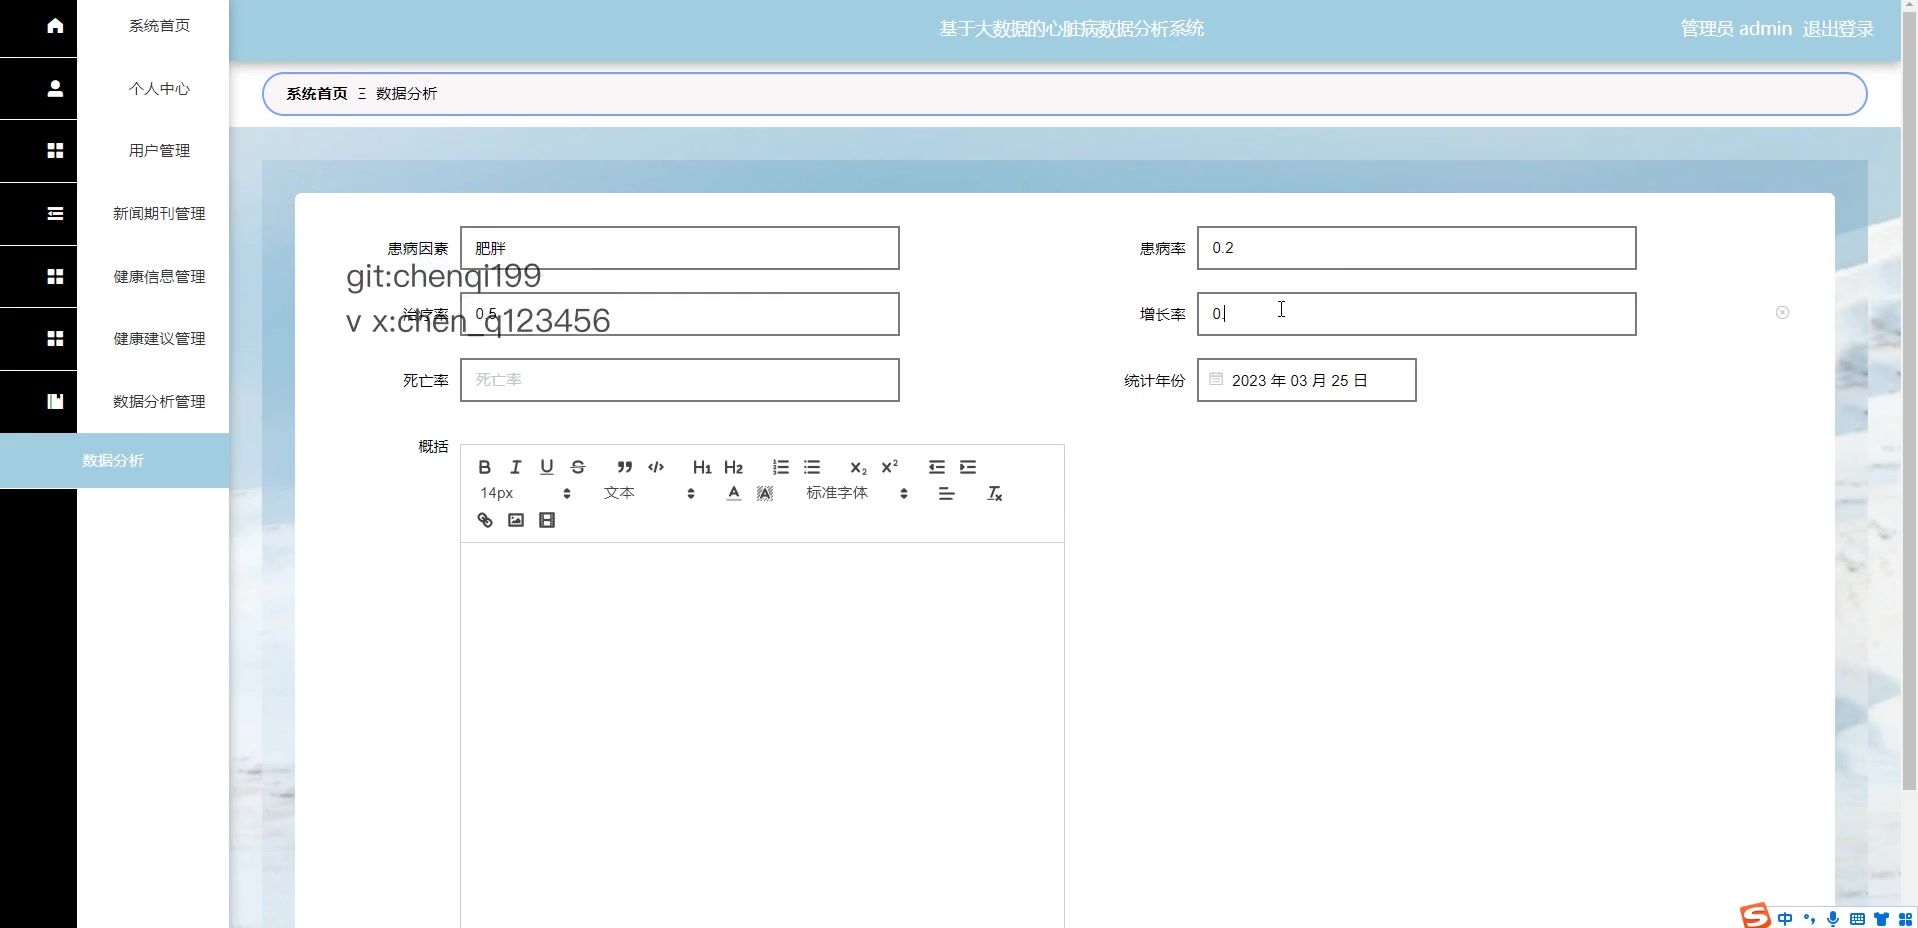 系统首页
个人中心
用户管理
新闻期刊管理
健康信息管理
健康建议管理
数据分析管理
数据分析
基于大数据的心脏病数据分析系统
管理员 admin 退出登录
系统首页 Ξ 数据分析
患病因素 肥胖
患病率 0.2
git:chenqi199
治疗率 0.5
v x:chen_q123456
增长率 0.
死亡率 死亡率
统计年份 2023 年 03 月 25 日
概括
B I U S ” </> H1 H2 x2 x2
14px 文本 A A 标准字体 Tx
S 中